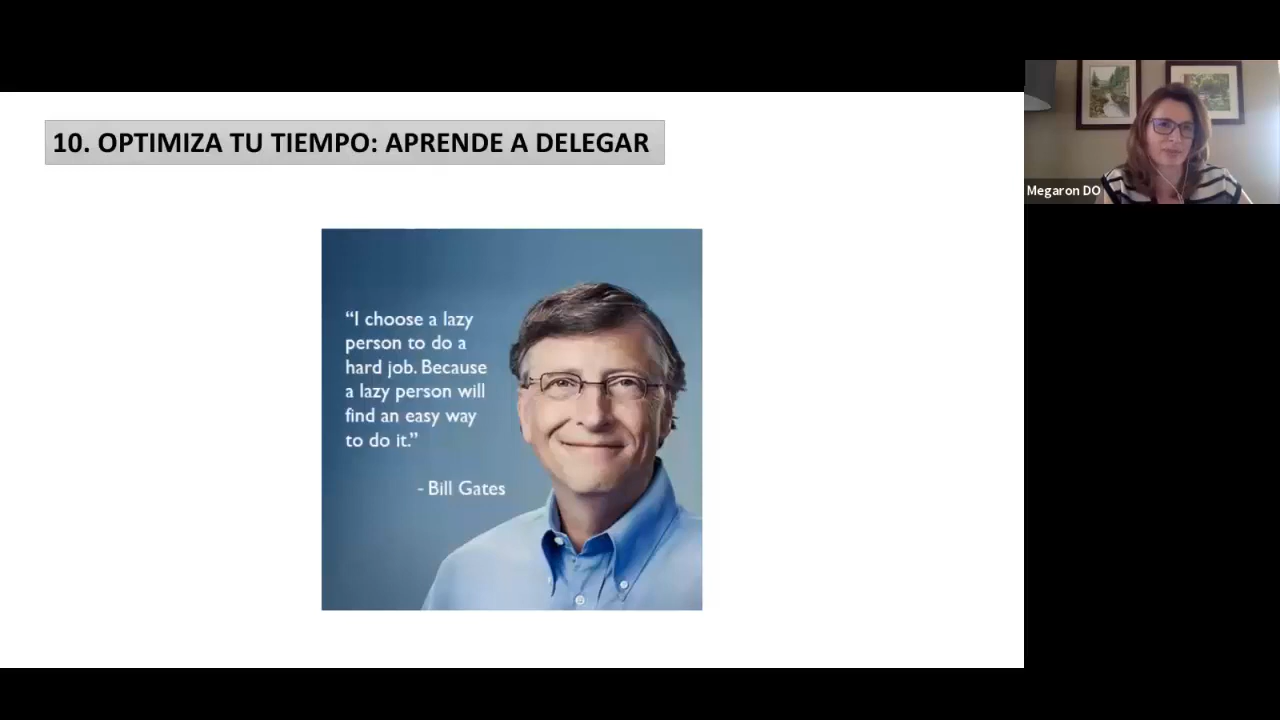 10. OPTIMIZA TU TIEMPO: APRENDE A DELEGAR
Megaron DO
“I choose a lazy
person to do a
hard job. Because
a lazy person will
find an easy way
to do it.”
- Bill Gates